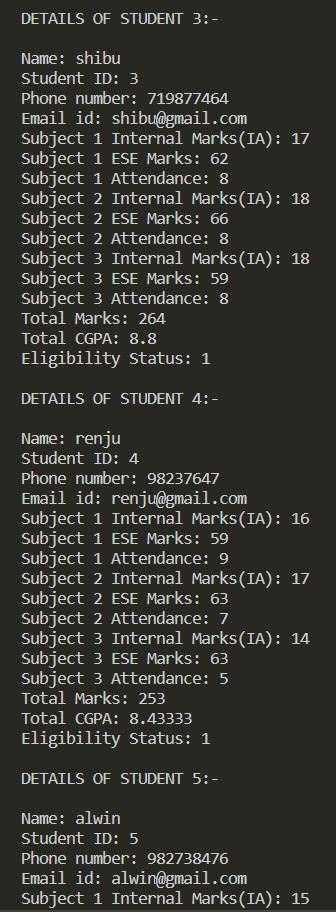 DETAILS OF STUDENT 3:-
Name: shibu
Student ID: 3
Phone number: 719877464
Email id: shibu@gmail.com
Subject 1 Internal Marks(IA): 17
Subject 1 ESE Marks: 62
Subject 1 Attendance: 8
Subject 2 Internal Marks(IA): 18
Subject 2 ESE Marks: 66
Subject 2 Attendance: 8
Subject 3 Internal Marks(IA): 18
Subject 3 ESE Marks: 59
Subject 3 Attendance: 8
Total Marks: 264
Total CGPA: 8.8
Eligibility Status: 1
DETAILS OF STUDENT 4:-
Name: renju
Student ID: 4
Phone number: 98237647
Email id: renju@gmail.com
Subject 1 Internal Marks(IA): 16
Subject 1 ESE Marks: 59
Subject 1 Attendance: 9
Subject 2 Internal Marks(IA): 17
Subject 2 ESE Marks: 63
Subject 2 Attendance: 7
Subject 3 Internal Marks(IA): 14
Subject 3 ESE Marks: 63
Subject 3 Attendance: 5
Total Marks: 253
Total CGPA: 8.43333
Eligibility Status: 1
DETAILS OF STUDENT 5:-
Name: alwin
Student ID: 5
Phone number: 982738476
Email id: alwin@gmail.com
Subject 1 Internal Marks(IA): 15